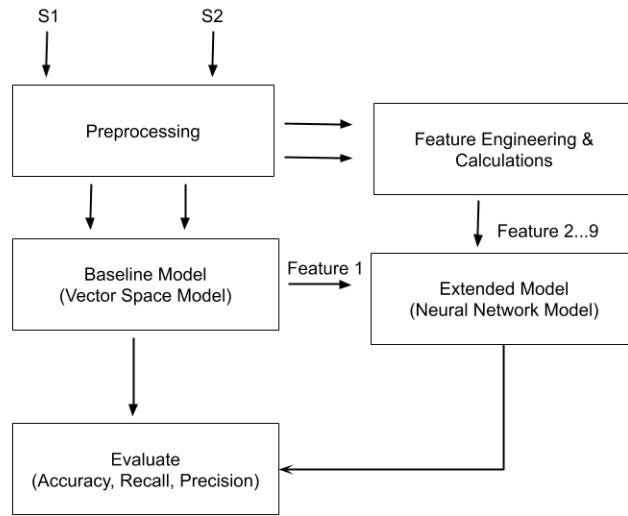 S1
S2
Preprocessing
Feature Engineering &
Calculations
Feature 2...9
Baseline Model
(Vector Space Model)
Feature 1
Extended Model
(Neural Network Model)
Evaluate
(Accuracy, Recall, Precision)